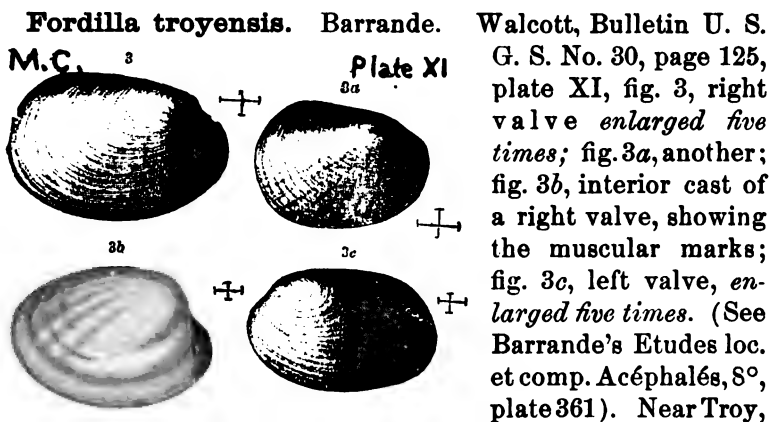 Fordilla troyensis. Barrande. Walcott, Bulletin U. S.
G. S. No. 30, page 125,
plate XI, fig. 3, right
valve enlarged five
times; fig. 3a, another;
fig. 3b, interior cast of
a right valve, showing
the muscular marks;
fig. 3c, left valve, en-
larged five times. (See
Barrande's Etudes loc.
et comp. Acéphalés, 8°,
plate 361). Near Troy,
M.C. 3 Plate XI
3a
3b 3c